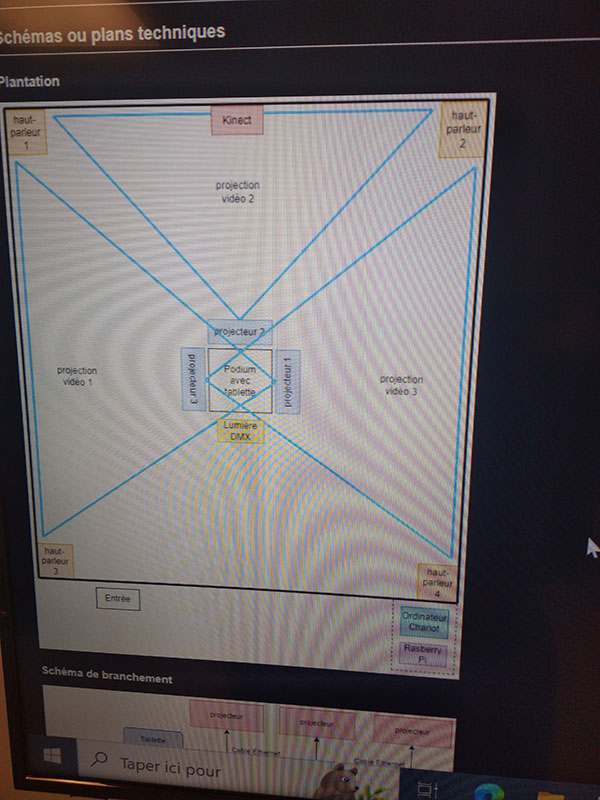 Schémas ou plans techniques
Plantation
haut-
parleur
1
Kinect
haut-
parleur
2
projection
vidéo 2
projecteur 2
projection
vidéo 1
projecteur 3
Podium
avec
tablette
projecteur 1
projection
vidéo 3
Lumière
DMX
haut-
parleur
3
haut-
parleur
4
Entrée
Ordinateur
Chariot
Rasberry
Pi
Schéma de branchement
projecteur
projecteur
projecteur
Tablette
Cable Ethernet
Cable Ethernet
Taper ici pour